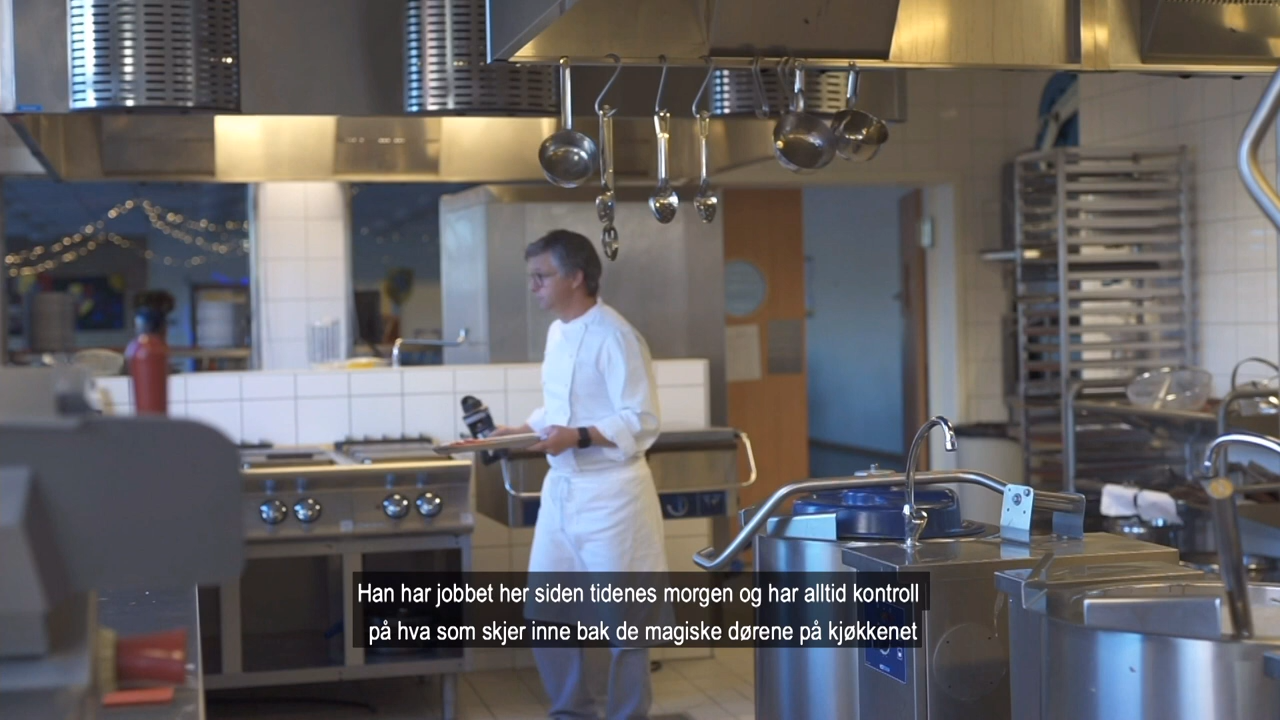 Han har jobbet her siden tidenes morgen og har alltid kontroll
på hva som skjer inne bak de magiske dørene på kjøkkenet